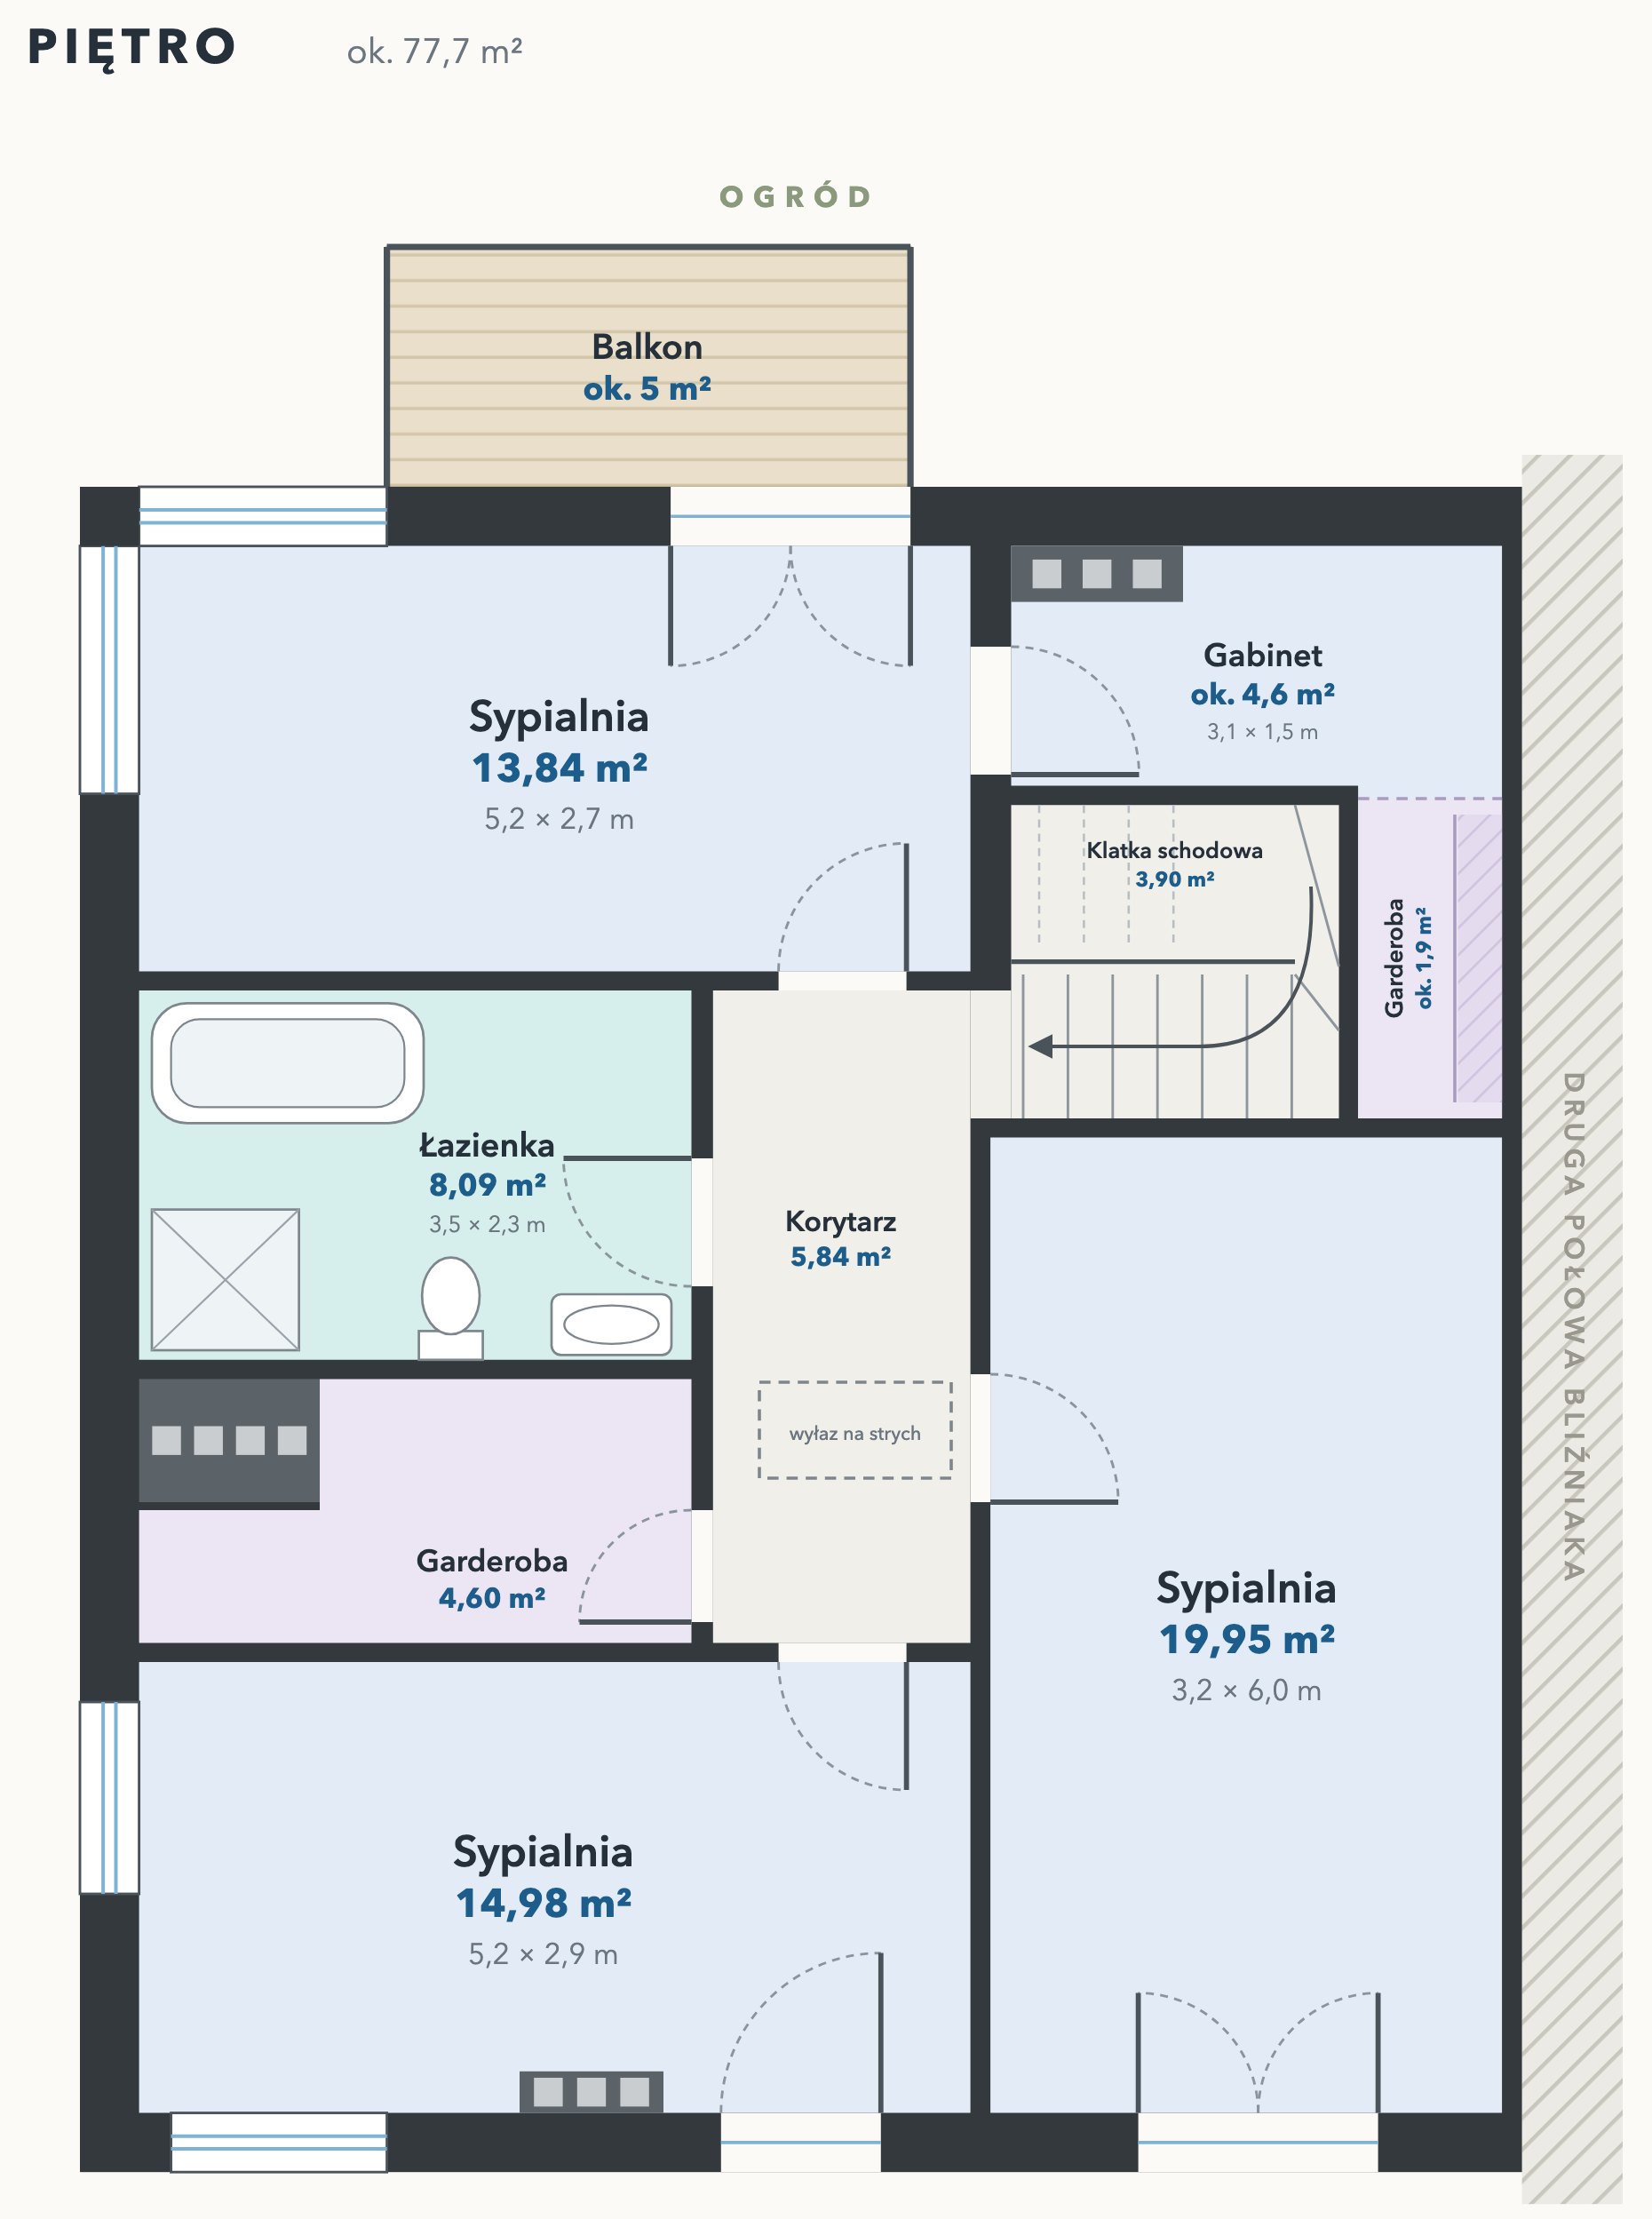 PIĘTRO ok. 77,7 m²
OGRÓD
Balkon
ok. 5 m²
Gabinet
ok. 4,6 m²
3,1 × 1,5 m
Sypialnia
13,84 m²
5,2 × 2,7 m
Klatka schodowa
3,90 m²
Garderoba
ok. 1,9 m²
DRUGA POŁOWA BLIŹNIAKA
Łazienka
8,09 m²
3,5 × 2,3 m
Korytarz
5,84 m²
wyłaz na strych
Garderoba
4,60 m²
Sypialnia
19,95 m²
3,2 × 6,0 m
Sypialnia
14,98 m²
5,2 × 2,9 m